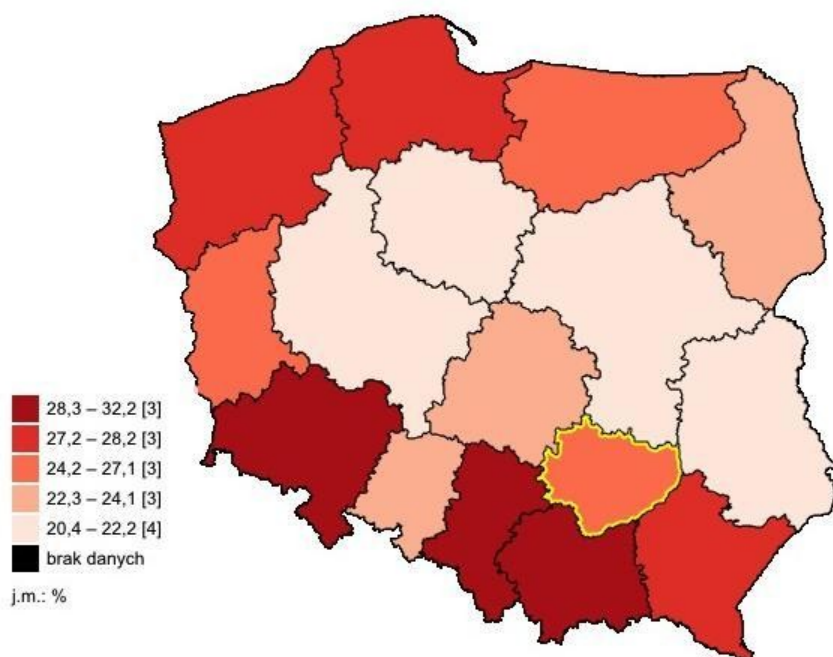 28,3 – 32,2 [3]
27,2 – 28,2 [3]
24,2 – 27,1 [3]
22,3 – 24,1 [3]
20,4 – 22,2 [4]
brak danych
j.m.: %